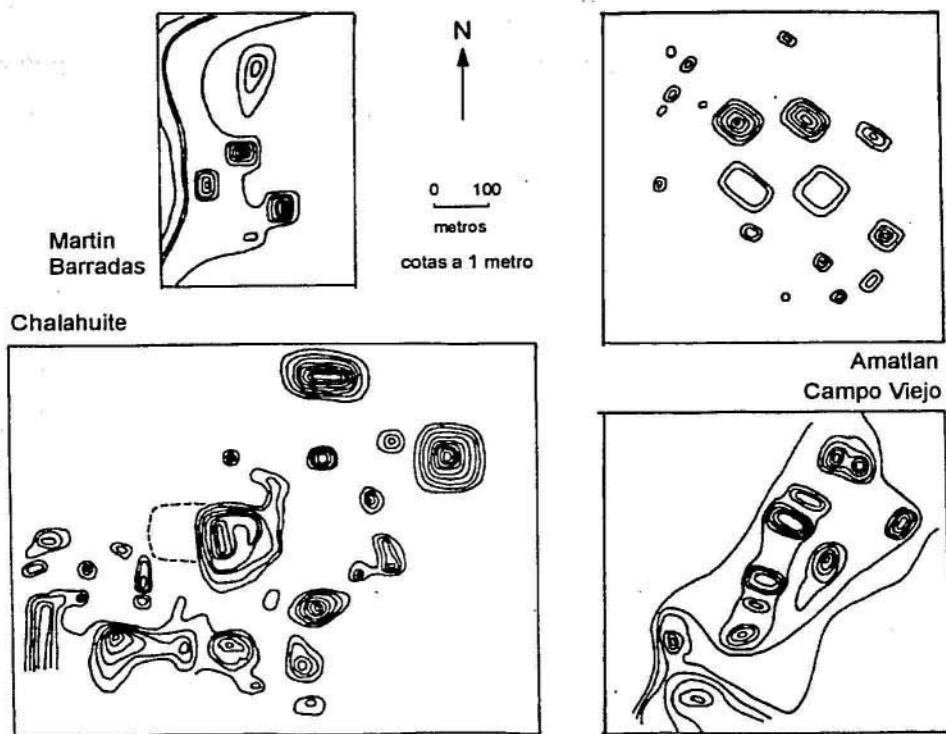 N
0 100
metros
cotas a 1 metro
Martin
Barradas
Chalahuite
Amatlan
Campo Viejo